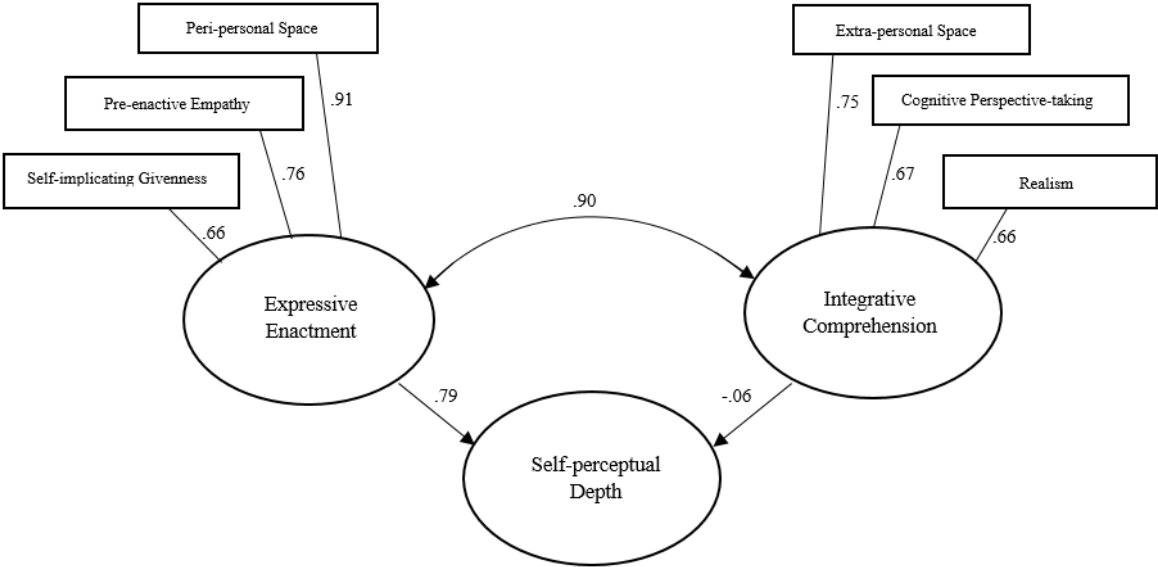 Peri-personal Space
Extra-personal Space
Pre-enactive Empathy
.91
.75
Cognitive Perspective-taking
Self-implicating Givenness
.76
.67
Realism
.66
.90
.66
Expressive
Enactment
Integrative
Comprehension
.79
-.06
Self-perceptual
Depth